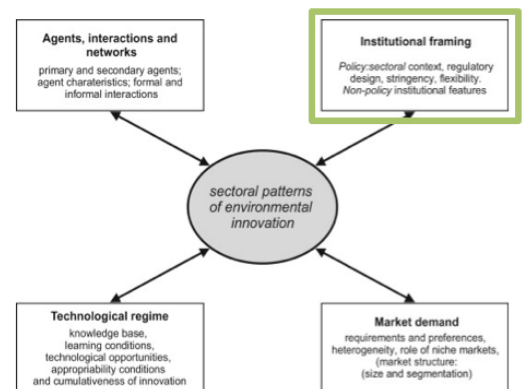 Agents, interactions and
networks
primary and secondary agents;
agent charateristics; formal and
informal interactions
Institutional framing
Policy:sectoral context, regulatory
design, stringency, flexibility.
Non-policy institutional features
sectoral patterns
of environmental
innovation
Technological regime
knowledge base,
learning conditions,
technological opportunities,
appropriability conditions
and cumulativeness of innovation
Market demand
requirements and preferences,
heterogeneity, role of niche markets,
(market structure:
(size and segmentation)